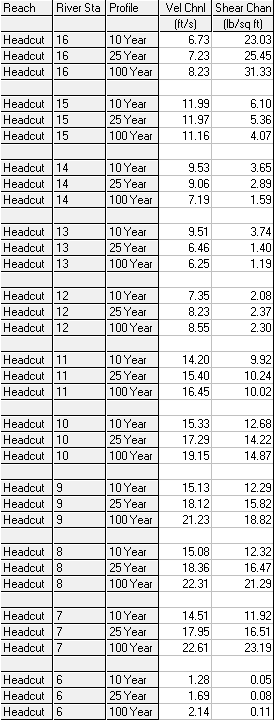 Reach River Sta Profile Vel Chnl Shear Chan
(ft/s) (lb/sq ft)
Headcut 16 10 Year 6.73 23.03
Headcut 16 25 Year 7.23 25.45
Headcut 16 100 Year 8.23 31.33
Headcut 15 10 Year 11.99 6.10
Headcut 15 25 Year 11.97 5.36
Headcut 15 100 Year 11.16 4.07
Headcut 14 10 Year 9.53 3.65
Headcut 14 25 Year 9.06 2.89
Headcut 14 100 Year 7.19 1.59
Headcut 13 10 Year 9.51 3.74
Headcut 13 25 Year 6.46 1.40
Headcut 13 100 Year 6.25 1.19
Headcut 12 10 Year 7.35 2.08
Headcut 12 25 Year 8.23 2.37
Headcut 12 100 Year 8.55 2.30
Headcut 11 10 Year 14.20 9.92
Headcut 11 25 Year 15.40 10.24
Headcut 11 100 Year 16.45 10.02
Headcut 10 10 Year 15.33 12.68
Headcut 10 25 Year 17.29 14.22
Headcut 10 100 Year 19.15 14.87
Headcut 9 10 Year 15.13 12.29
Headcut 9 25 Year 18.12 15.82
Headcut 9 100 Year 21.23 18.82
Headcut 8 10 Year 15.08 12.32
Headcut 8 25 Year 18.36 16.47
Headcut 8 100 Year 22.31 21.29
Headcut 7 10 Year 14.51 11.92
Headcut 7 25 Year 17.95 16.51
Headcut 7 100 Year 22.61 23.19
Headcut 6 10 Year 1.28 0.05
Headcut 6 25 Year 1.69 0.08
Headcut 6 100 Year 2.14 0.11